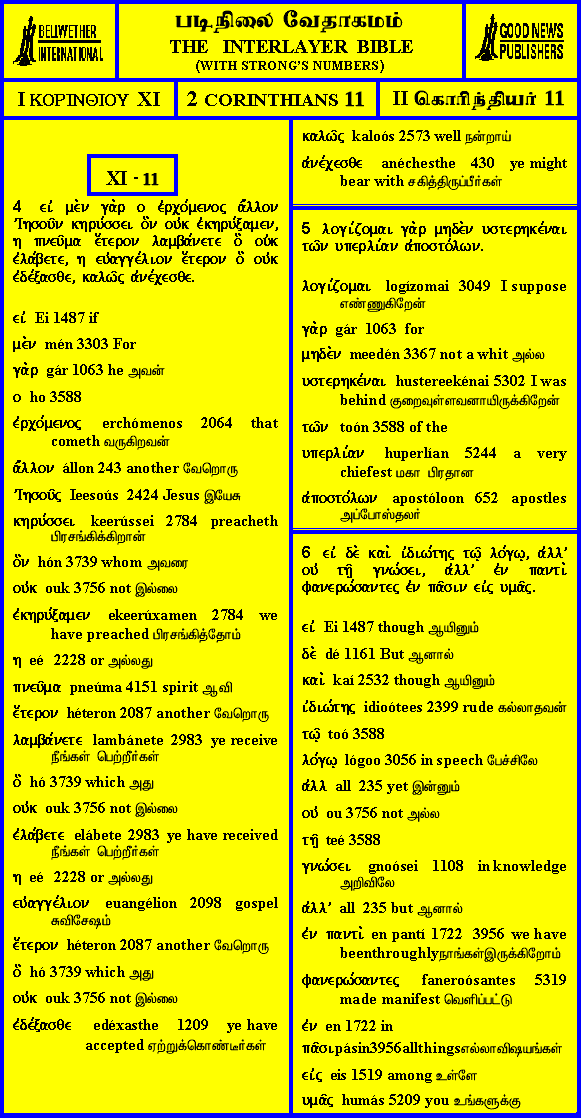 BELLWETHER
INTERNATIONAL
படிநிலை வேதாகமம்
THE INTERLAYER BIBLE
(WITH STRONG'S NUMBERS)
GOOD NEWS
PUBLISHERS
I ΚΟΡΙΝΘΙΟΥ XI
2 CORINTHIANS 11
II கொரிந்தியர் 11
XI - 11
4 εἰ μὲν γὰρ ο ἐρχόμενος ἄλλον
Ἰησοῦν κηρύσσει ὃν οὐκ ἐκηρύξαμεν,
η πνεῦμα ἕτερον λαμβάνετε ὃ οὐκ
ἐλάβετε, η εὐαγγέλιον ἕτερον ὃ οὐκ
ἐδέξασθε, καλῶς ἀνέχεσθε.
εἰ Ei 1487 if
μὲν mén 3303 For
γὰρ gár 1063 he அவன்
ο ho 3588
ἐρχόμενος erchómenos 2064 that
cometh வருகிறவன்
ἄλλον állon 243 another வேறொரு
Ἰησοῦς Ieesoús 2424 Jesus இயேசு
κηρύσσει keerússei 2784 preacheth
பிரசங்கிக்கிறான்
ὃν hón 3739 whom அவரை
οὐκ ouk 3756 not இல்லை
ἐκηρύξαμεν ekeerúxamen 2784 we
have preached பிரசங்கித்தோம்
η eé 2228 or அல்லது
πνεῦμα pneúma 4151 spirit ஆவி
ἕτερον héteron 2087 another வேறொரு
λαμβάνετε lambánete 2983 ye receive
நீங்கள் பெற்றீர்கள்
ὃ hó 3739 which அது
οὐκ ouk 3756 not இல்லை
ἐλάβετε elábete 2983 ye have received
நீங்கள் பெற்றீர்கள்
η eé 2228 or அல்லது
εὐαγγέλιον euangélion 2098 gospel
சுவிசேஷம்
ἕτερον héteron 2087 another வேறொரு
ὃ hó 3739 which அது
οὐκ ouk 3756 not இல்லை
ἐδέξασθε edéxasthe 1209 ye have
accepted ஏற்றுக்கொண்டீர்கள்
καλῶς kaloós 2573 well நன்றாய்
ἀνέχεσθε anéchesthe 430 ye might
bear with சகித்திருப்பீர்கள்
5 λογίζομαι γὰρ μηδὲν υστερηκέναι
τῶν υπερλίαν ἀποστόλων.
λογίζομαι logízomai 3049 I suppose
எண்ணுகிறேன்
γὰρ gár 1063 for
μηδὲν meedén 3367 not a whit அல்ல
υστερηκέναι hustereekénai 5302 I was
behind குறைவுள்ளவனாயிருக்கிறேன்
τῶν toón 3588 of the
υπερλίαν huperlían 5244 a very
chiefest மகா பிரதான
ἀποστόλων apostóloon 652 apostles
அப்போஸ்தலர்
6 εἰ δὲ καὶ ἰδιώτης τῷ λόγῳ, ἀλλ'
οὐ τῇ γνώσει, ἀλλ' ἐν παντὶ
φανερώσαντες ἐν πᾶσιν εἰς υμᾶς.
εἰ Ei 1487 though ஆயினும்
δὲ dé 1161 But ஆனால்
καὶ kaí 2532 though ஆயினும்
ἰδιώτης idioótees 2399 rude கல்லாதவன்
τῷ toó 3588
λόγῳ lógoo 3056 in speech பேச்சிலே
ἀλλ all 235 yet இன்னும்
οὐ ou 3756 not அல்ல
τῇ teé 3588
γνώσει gnoósei 1108 in knowledge
அறிவிலே
ἀλλ' all 235 but ஆனால்
ἐν παντὶ en pantí 1722 3956 we have
beenthroughlyநாங்கள்இருக்கிறோம்
φανερώσαντες faneroósantes 5319
made manifest வெளிப்பட்டு
ἐν en 1722 in
πᾶσιpásin3956allthingsஎல்லாவிஷயங்கள்
εἰς eis 1519 among உள்ளே
υμᾶς humás 5209 you உங்களுக்கு